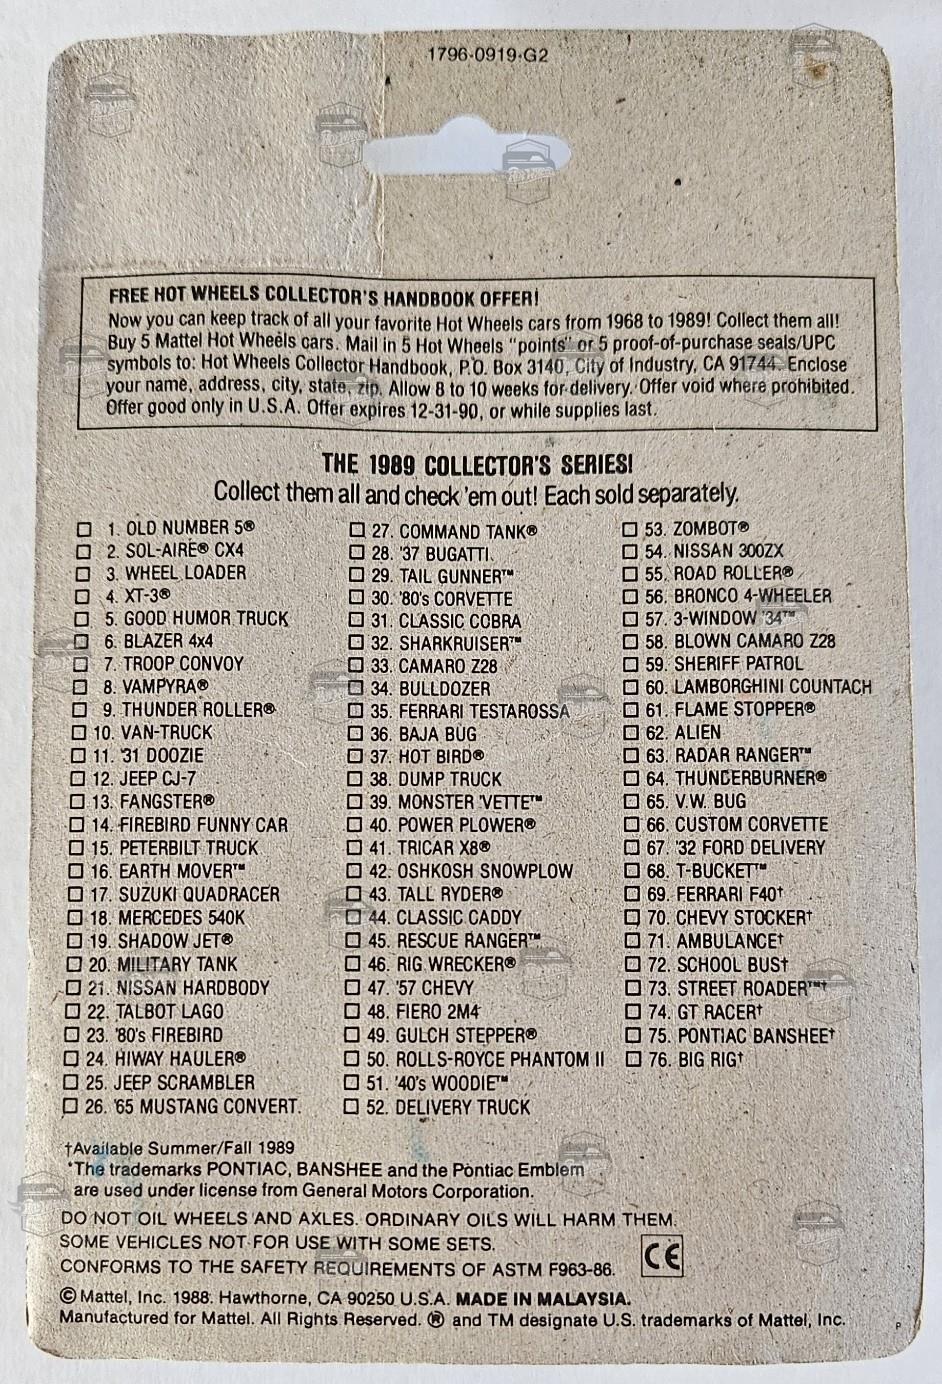 1796-0919-G2
FREE HOT WHEELS COLLECTOR'S HANDBOOK OFFER!
Now you can keep track of all your favorite Hot Wheels cars from 1968 to 1989! Collect them all!
Buy 5 Mattel Hot Wheels cars. Mail in 5 Hot Wheels "points" or 5 proof-of-purchase seals/UPC
symbols to: Hot Wheels Collector Handbook, P.O. Box 3140, City of Industry, CA 91744. Enclose
your name, address, city, state, zip. Allow 8 to 10 weeks for delivery. Offer void where prohibited.
Offer good only in U.S.A. Offer expires 12-31-90, or while supplies last.
THE 1989 COLLECTOR'S SERIES!
Collect them all and check 'em out! Each sold separately.
1. OLD NUMBER 5®
2. SOL-AIRE® CX4
3. WHEEL LOADER
4. XT-3®
5. GOOD HUMOR TRUCK
6. BLAZER 4x4
7. TROOP CONVOY
8. VAMPYRA®
9. THUNDER ROLLER®
10. VAN-TRUCK
11. '31 DOOZIE
12. JEEP CJ-7
13. FANGSTER®
14. FIREBIRD FUNNY CAR
15. PETERBILT TRUCK
16. EARTH MOVER™
17. SUZUKI QUADRACER
18. MERCEDES 540K
19. SHADOW JET®
20. MILITARY TANK
21. NISSAN HARDBODY
22. TALBOT LAGO
23. '80's FIREBIRD
24. HIWAY HAULER®
25. JEEP SCRAMBLER
26. '65 MUSTANG CONVERT.
27. COMMAND TANK®
28. '37 BUGATTI
29. TAIL GUNNER™
30. '80's CORVETTE
31. CLASSIC COBRA
32. SHARKRUISER™
33. CAMARO Z28
34. BULLDOZER
35. FERRARI TESTAROSSA
36. BAJA BUG
37. HOT BIRD®
38. DUMP TRUCK
39. MONSTER 'VETTE™
40. POWER PLOWER®
41. TRICAR X8®
42. OSHKOSH SNOWPLOW
43. TALL RYDER®
44. CLASSIC CADDY
45. RESCUE RANGER™
46. RIG WRECKER®
47. '57 CHEVY
48. FIERO 2M4
49. GULCH STEPPER®
50. ROLLS-ROYCE PHANTOM II
51. '40's WOODIE™
52. DELIVERY TRUCK
53. ZOMBOT®
54. NISSAN 300ZX
55. ROAD ROLLER®
56. BRONCO 4-WHEELER
57. 3-WINDOW '34™
58. BLOWN CAMARO Z28
59. SHERIFF PATROL
60. LAMBORGHINI COUNTACH
61. FLAME STOPPER®
62. ALIEN
63. RADAR RANGER™
64. THUNDERBURNER®
65. V.W. BUG
66. CUSTOM CORVETTE
67. '32 FORD DELIVERY
68. T-BUCKET™
69. FERRARI F40†
70. CHEVY STOCKER†
71. AMBULANCE†
72. SCHOOL BUS†
73. STREET ROADER™†
74. GT RACER†
75. PONTIAC BANSHEE†
76. BIG RIG†
†Available Summer/Fall 1989
*The trademarks PONTIAC, BANSHEE and the Pontiac Emblem
are used under license from General Motors Corporation.
DO NOT OIL WHEELS AND AXLES. ORDINARY OILS WILL HARM THEM.
SOME VEHICLES NOT FOR USE WITH SOME SETS.
CONFORMS TO THE SAFETY REQUIREMENTS OF ASTM F963-86.
CE
©Mattel, Inc. 1988. Hawthorne, CA 90250 U.S.A. MADE IN MALAYSIA.
Manufactured for Mattel. All Rights Reserved. ® and TM designate U.S. trademarks of Mattel, Inc.
P